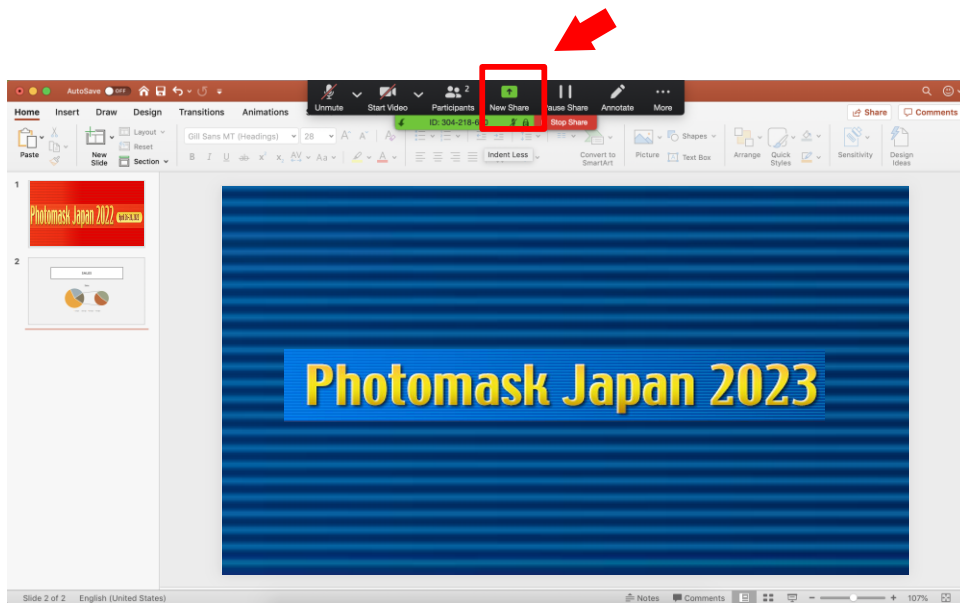 AutoSave OFF
Unmute Start Video Participants 2 New Share Pause Share Annotate More
Home Insert Draw Design Transitions Animations
Share Comments
ID: 304-218-6 Stop Share
Paste
New Slide
Layout
Reset
Section
Gill Sans MT (Headings) 28
Indent Less
Convert to SmartArt
Picture
Shapes
Text Box
Arrange
Quick Styles
Sensitivity
Design Ideas
1
Photomask Japan 2022
2
Photomask Japan 2023
Slide 2 of 2 English (United States)
Notes Comments 107%